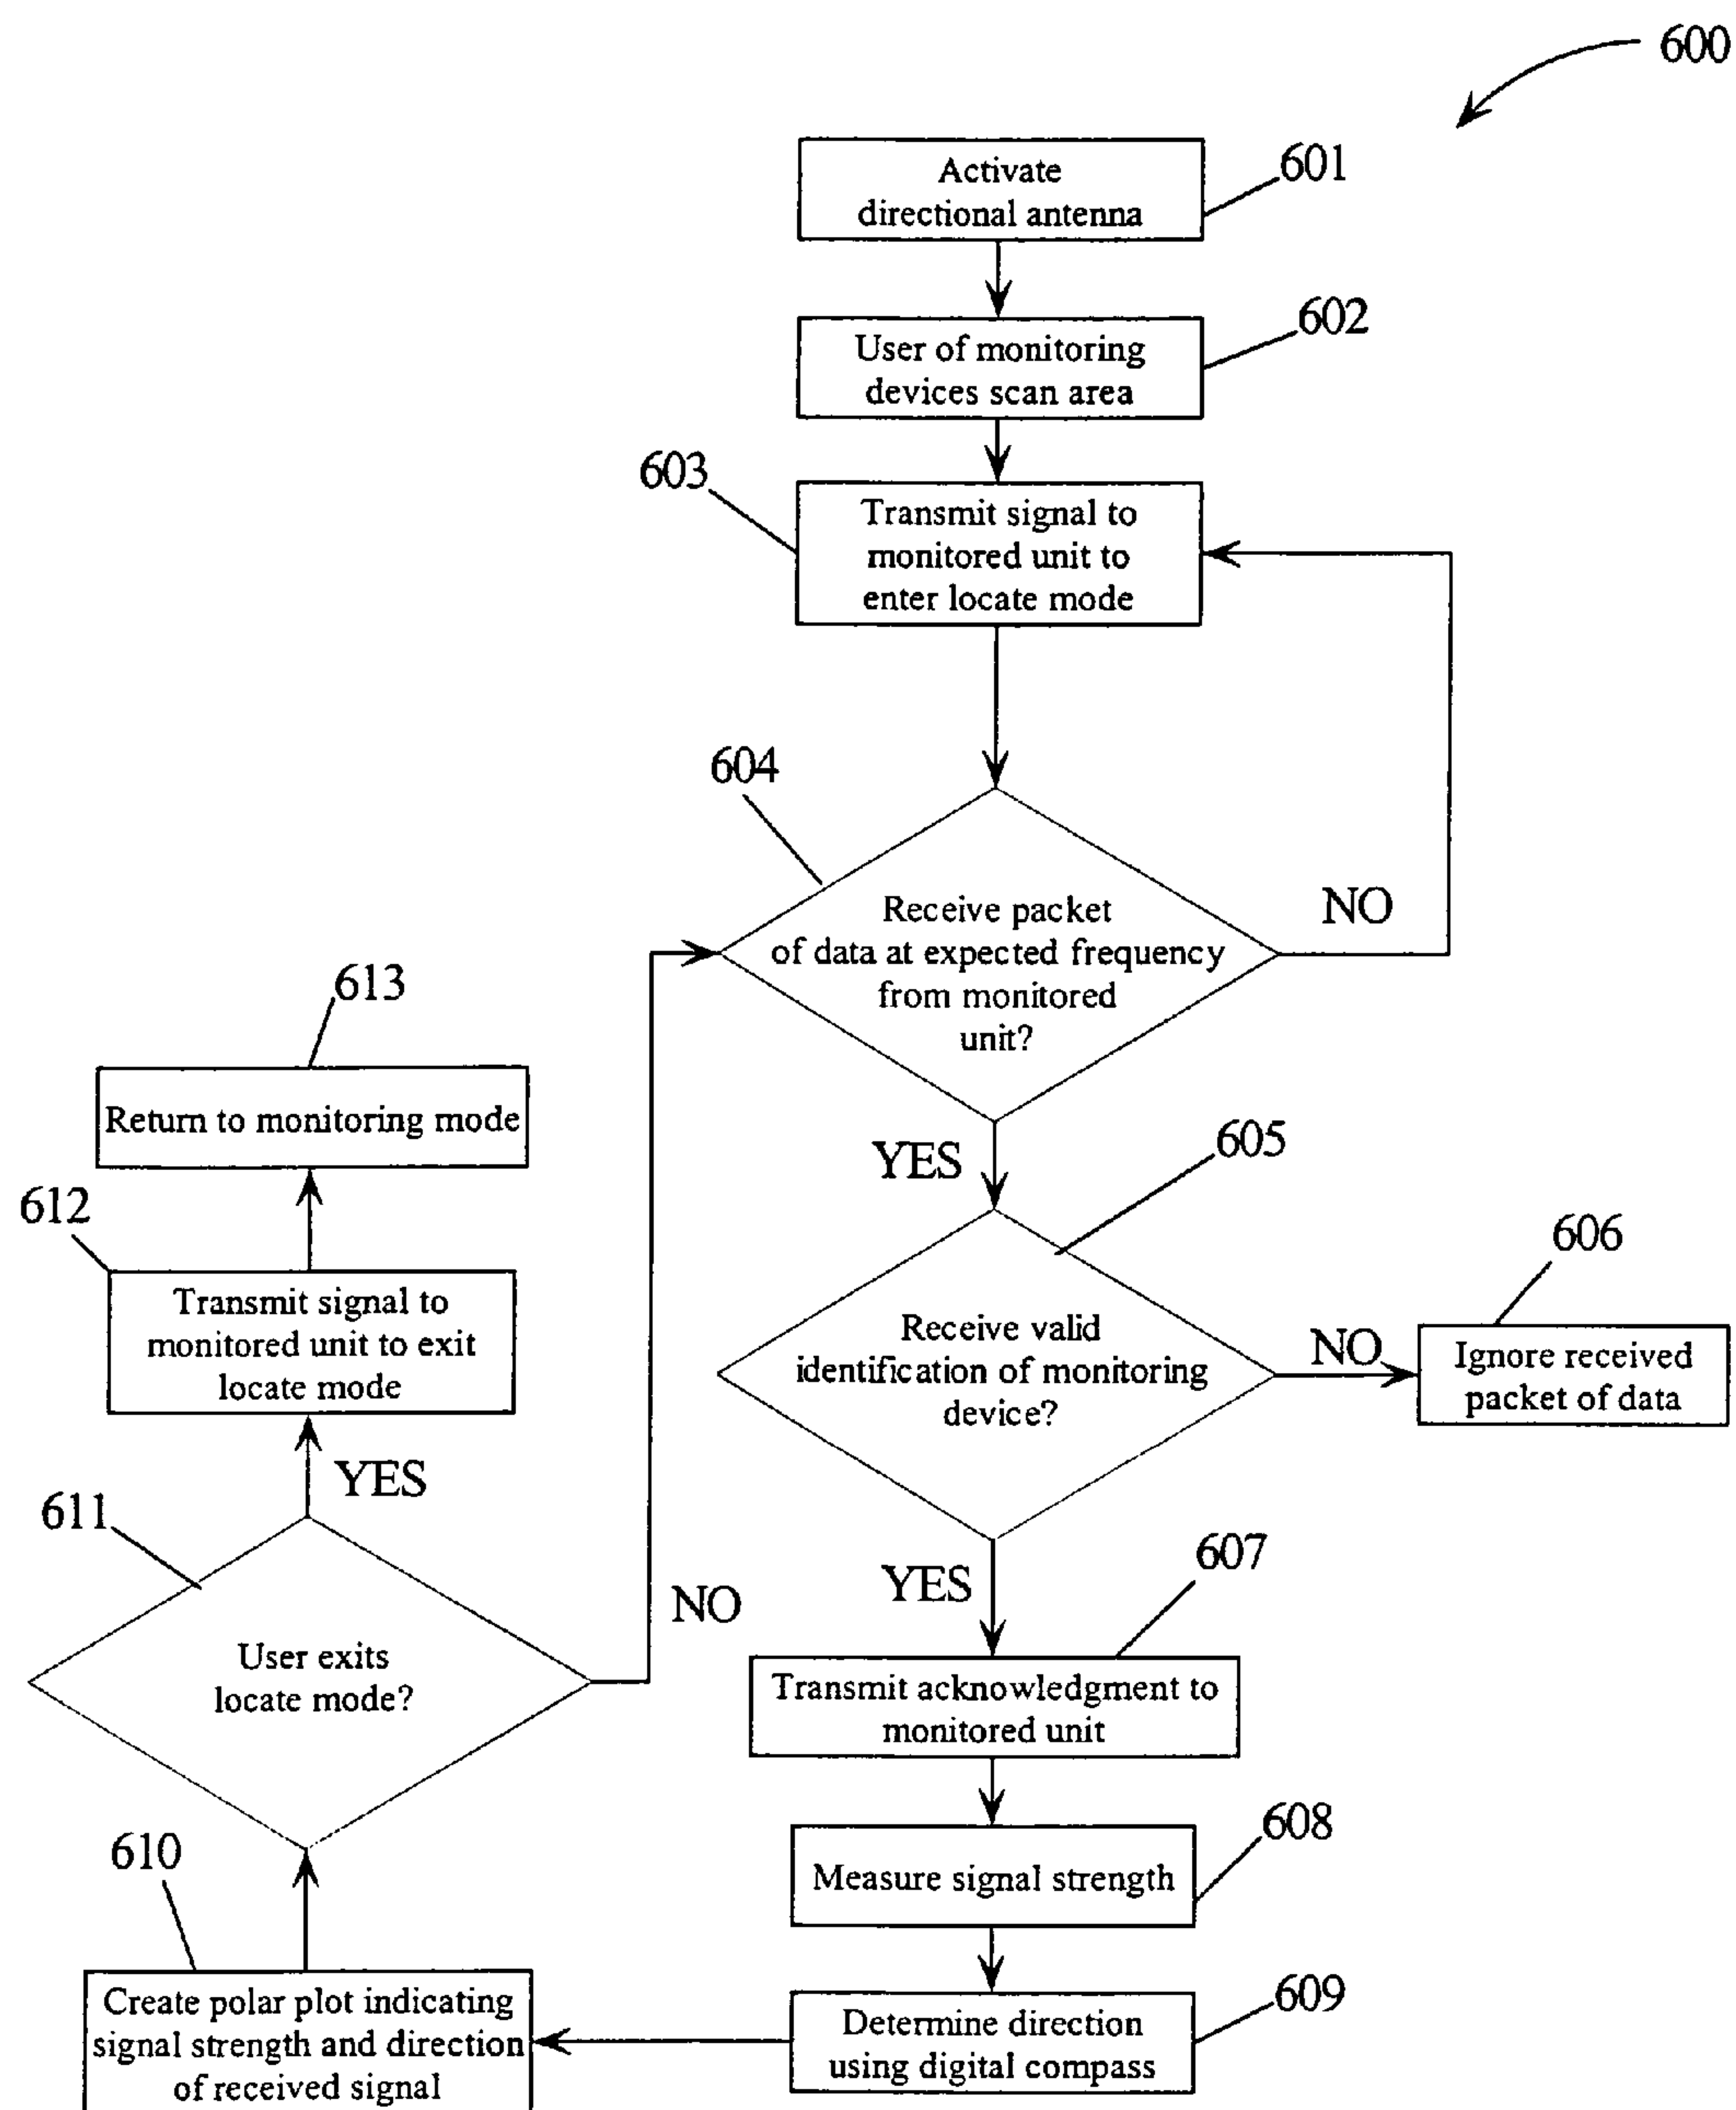 600
Activate
directional antenna
601
User of monitoring
devices scan area
602
603
Transmit signal to
monitored unit to
enter locate mode
604
Receive packet
of data at expected frequency
from monitored
unit?
NO
613
Return to monitoring mode
YES
605
612
Transmit signal to
monitored unit to exit
locate mode
Receive valid
identification of monitoring
device?
NO
606
Ignore received
packet of data
YES
611
User exits
locate mode?
NO
YES
607
Transmit acknowledgment to
monitored unit
608
Measure signal strength
610
Create polar plot indicating
signal strength and direction
of received signal
609
Determine direction
using digital compass